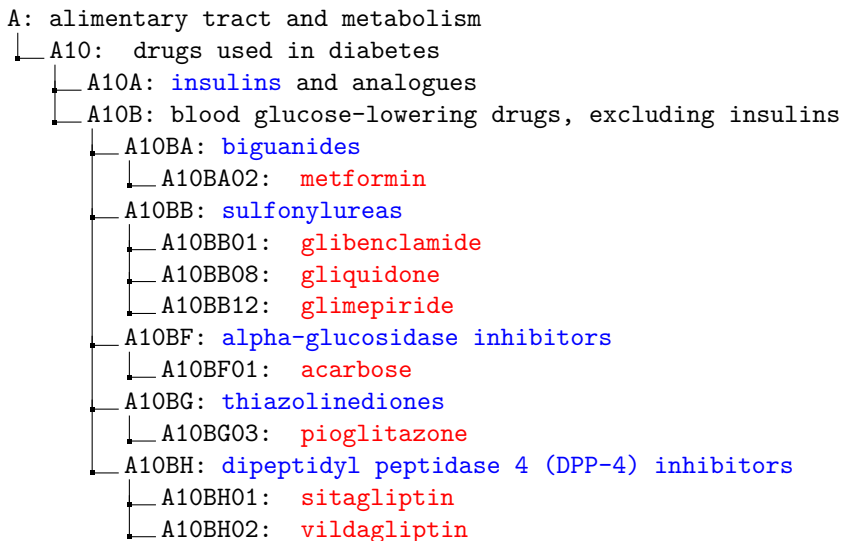 A: alimentary tract and metabolism
A10: drugs used in diabetes
A10A: insulins and analogues
A10B: blood glucose-lowering drugs, excluding insulins
A10BA: biguanides
A10BA02: metformin
A10BB: sulfonylureas
A10BB01: glibenclamide
A10BB08: gliquidone
A10BB12: glimepiride
A10BF: alpha-glucosidase inhibitors
A10BF01: acarbose
A10BG: thiazolinediones
A10BG03: pioglitazone
A10BH: dipeptidyl peptidase 4 (DPP-4) inhibitors
A10BH01: sitagliptin
A10BH02: vildagliptin